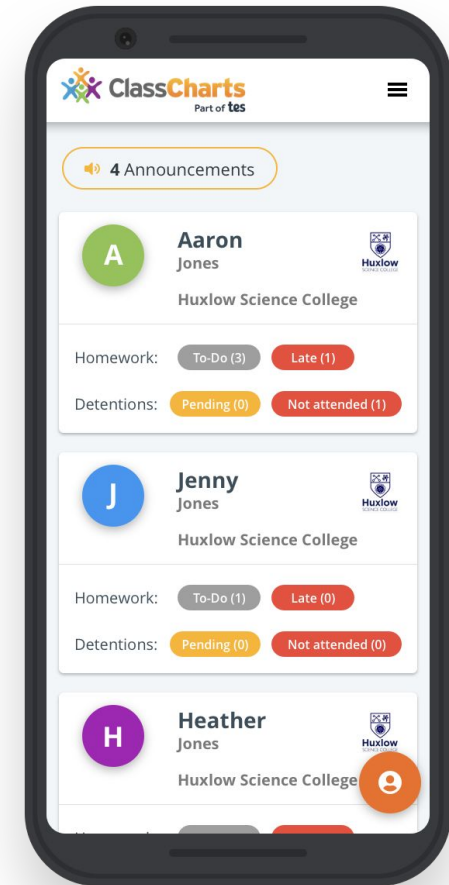 ClassCharts
Part of tes
4 Announcements
A
Aaron
Jones
Huxlow
Huxlow Science College
Homework: To-Do (3) Late (1)
Detentions: Pending (0) Not attended (1)
J
Jenny
Jones
Huxlow
Huxlow Science College
Homework: To-Do (1) Late (0)
Detentions: Pending (0) Not attended (0)
H
Heather
Jones
Huxlow
Huxlow Science College